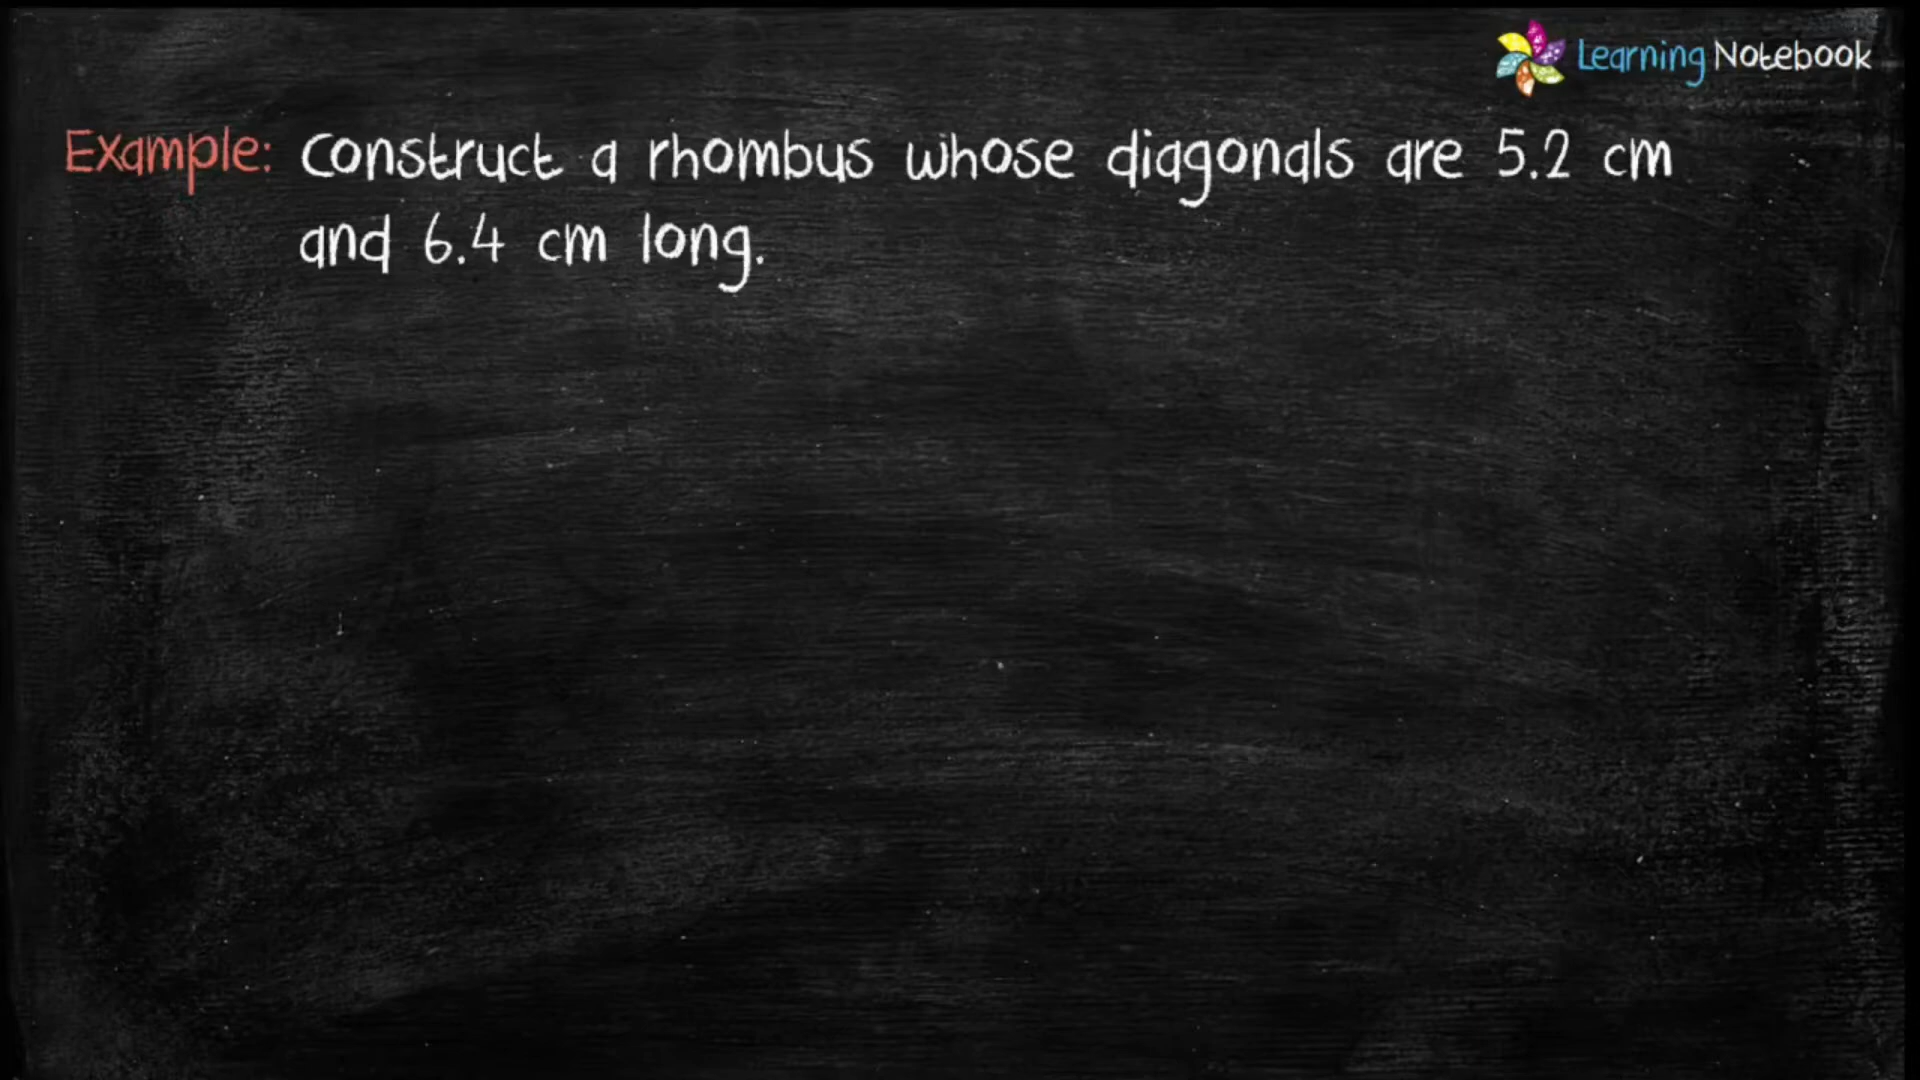 Learning Notebook
Example: Construct a rhombus whose diagonals are 5.2 cm
and 6.4 cm long.